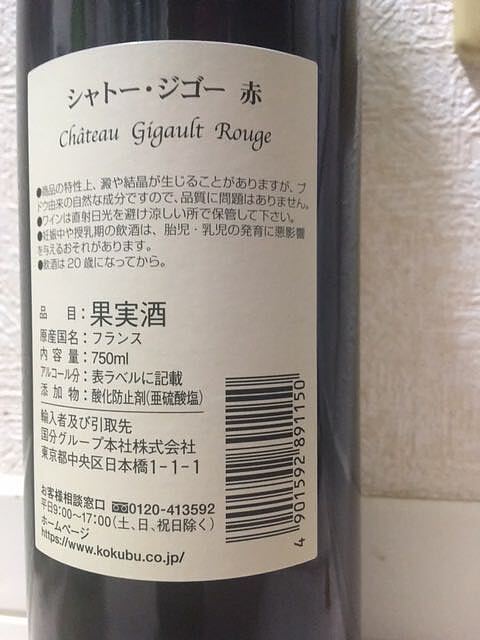 シャトー・ジゴー 赤
Château Gigault Rouge
●商品の特性上、澱や結晶が生じることがありますが、ブ
ドウ由来の自然な成分ですので、品質に問題はありません。
●ワインは直射日光を避け涼しい所で保管して下さい。
●妊娠中や授乳期の飲酒は、胎児・乳児の発育に悪影響
を与えるおそれがあります。
●飲酒は20歳になってから。
品 目：果実酒
原産国名：フランス
内 容 量：750ml
アルコール分：表ラベルに記載
添 加 物：酸化防止剤(亜硫酸塩)
輸入者及び引取先
国分グループ本社株式会社
東京都中央区日本橋1-1-1
お客様相談窓口 0120-413592
平日9:00～17:00(土、日、祝日除く)
ホームページ
https://www.kokubu.co.jp/
4 901592 891150